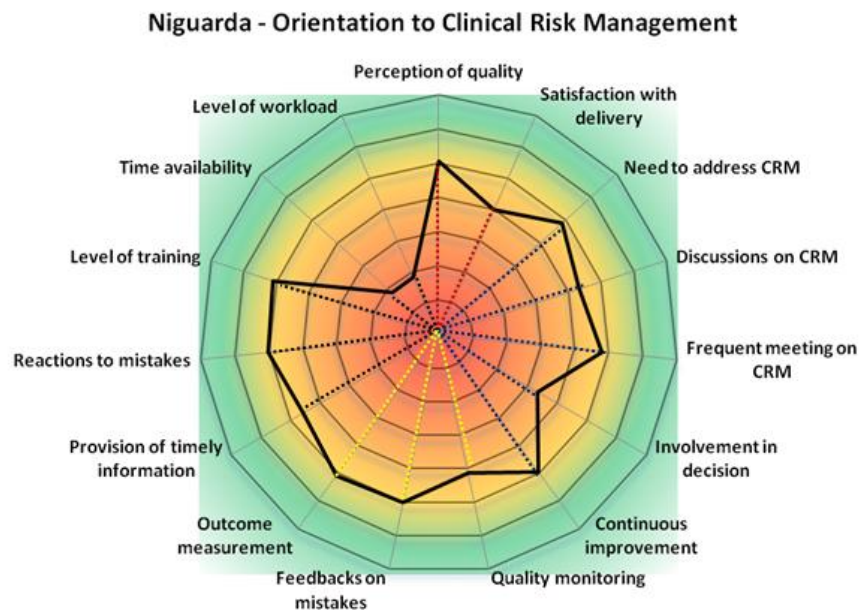 Niguarda - Orientation to Clinical Risk Management
Perception of quality
Satisfaction with
delivery
Need to address CRM
Discussions on CRM
Frequent meeting on
CRM
Involvement in
decision
Continuous
improvement
Quality monitoring
Feedbacks on
mistakes
Outcome
measurement
Provision of timely
information
Reactions to mistakes
Level of training
Time availability
Level of workload